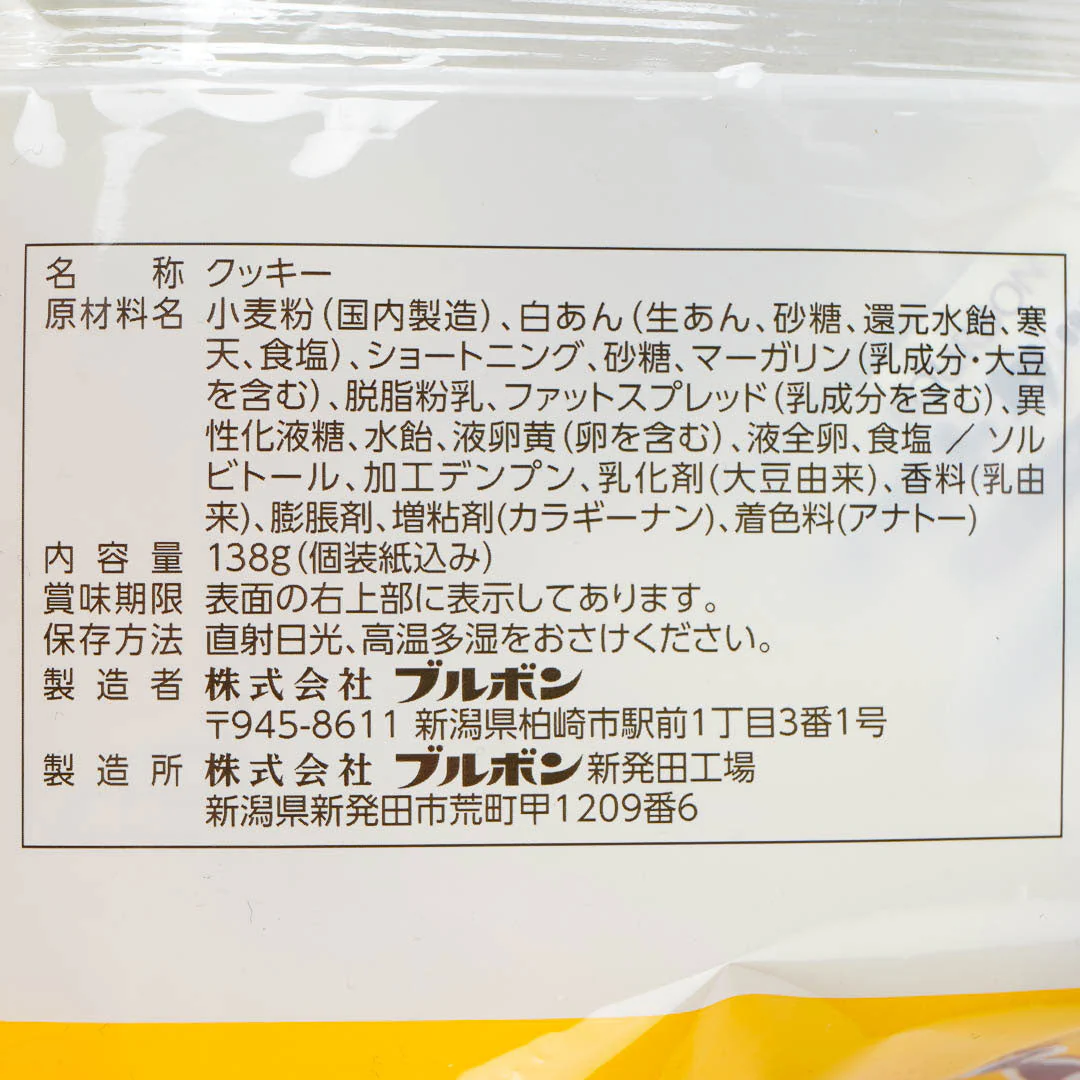 名称 クッキー
原材料名 小麦粉(国内製造)、白あん(生あん、砂糖、還元水飴、寒
天、食塩)、ショートニング、砂糖、マーガリン(乳成分・大豆
を含む)、脱脂粉乳、ファットスプレッド(乳成分を含む)、異
性化液糖、水飴、液卵黄(卵を含む)、液全卵、食塩 / ソル
ビトール、加工デンプン、乳化剤(大豆由来)、香料(乳由
来)、膨脹剤、増粘剤(カラギーナン)、着色料(アナトー)
内容量 138g(個装紙込み)
賞味期限 表面の右上部に表示してあります。
保存方法 直射日光、高温多湿をおさけください。
製造者 株式会社 ブルボン
〒945-8611 新潟県柏崎市駅前1丁目3番1号
製造所 株式会社 ブルボン 新発田工場
新潟県新発田市荒町甲1209番6